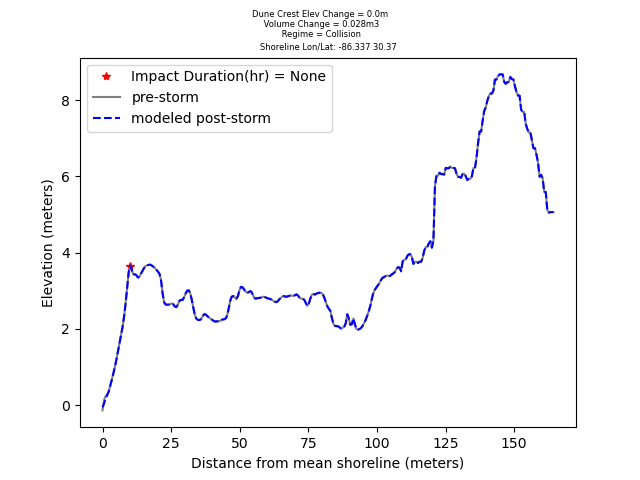 Dune Crest Elev Change = 0.0m
Volume Change = 0.028m3
Regime = Collision
Shoreline Lon/Lat: -86.337 30.37
Impact Duration(hr) = None
pre-storm
modeled post-storm
8
6
4
2
0
Elevation (meters)
0 25 50 75 100 125 150
Distance from mean shoreline (meters)